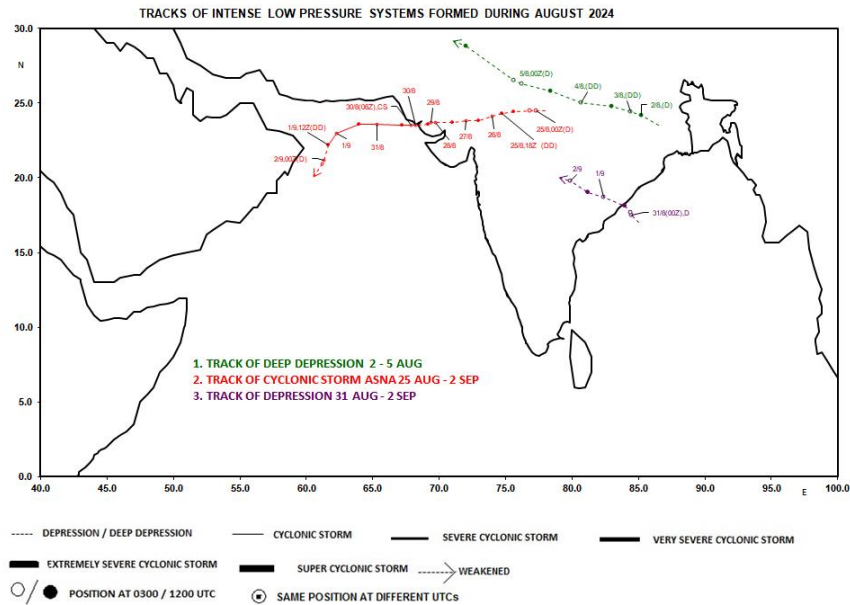 TRACKS OF INTENSE LOW PRESSURE SYSTEMS FORMED DURING AUGUST 2024
30.0
N
25.0
20.0
15.0
10.0
5.0
0.0
40.0 45.0 50.0 55.0 60.0 65.0 70.0 75.0 80.0 85.0 90.0 95.0 100.0
E
5/8,00Z(D)
4/8,(DD)
3/8,(DD)
2/8,(D)
30/8
30/8(06Z),CS
29/8
1/9,12Z(DD)
1/9
31/8
28/8
27/8
26/8
25/8,00Z(D)
25/8,18Z (DD)
2/9,00Z(D)
2/9
1/9
31/8(00Z),D
1. TRACK OF DEEP DEPRESSION 2 - 5 AUG
2. TRACK OF CYCLONIC STORM ASNA 25 AUG - 2 SEP
3. TRACK OF DEPRESSION 31 AUG - 2 SEP
DEPRESSION / DEEP DEPRESSION
CYCLONIC STORM
SEVERE CYCLONIC STORM
VERY SEVERE CYCLONIC STORM
EXTREMELY SEVERE CYCLONIC STORM
SUPER CYCLONIC STORM
WEAKENED
POSITION AT 0300 / 1200 UTC
SAME POSITION AT DIFFERENT UTCs